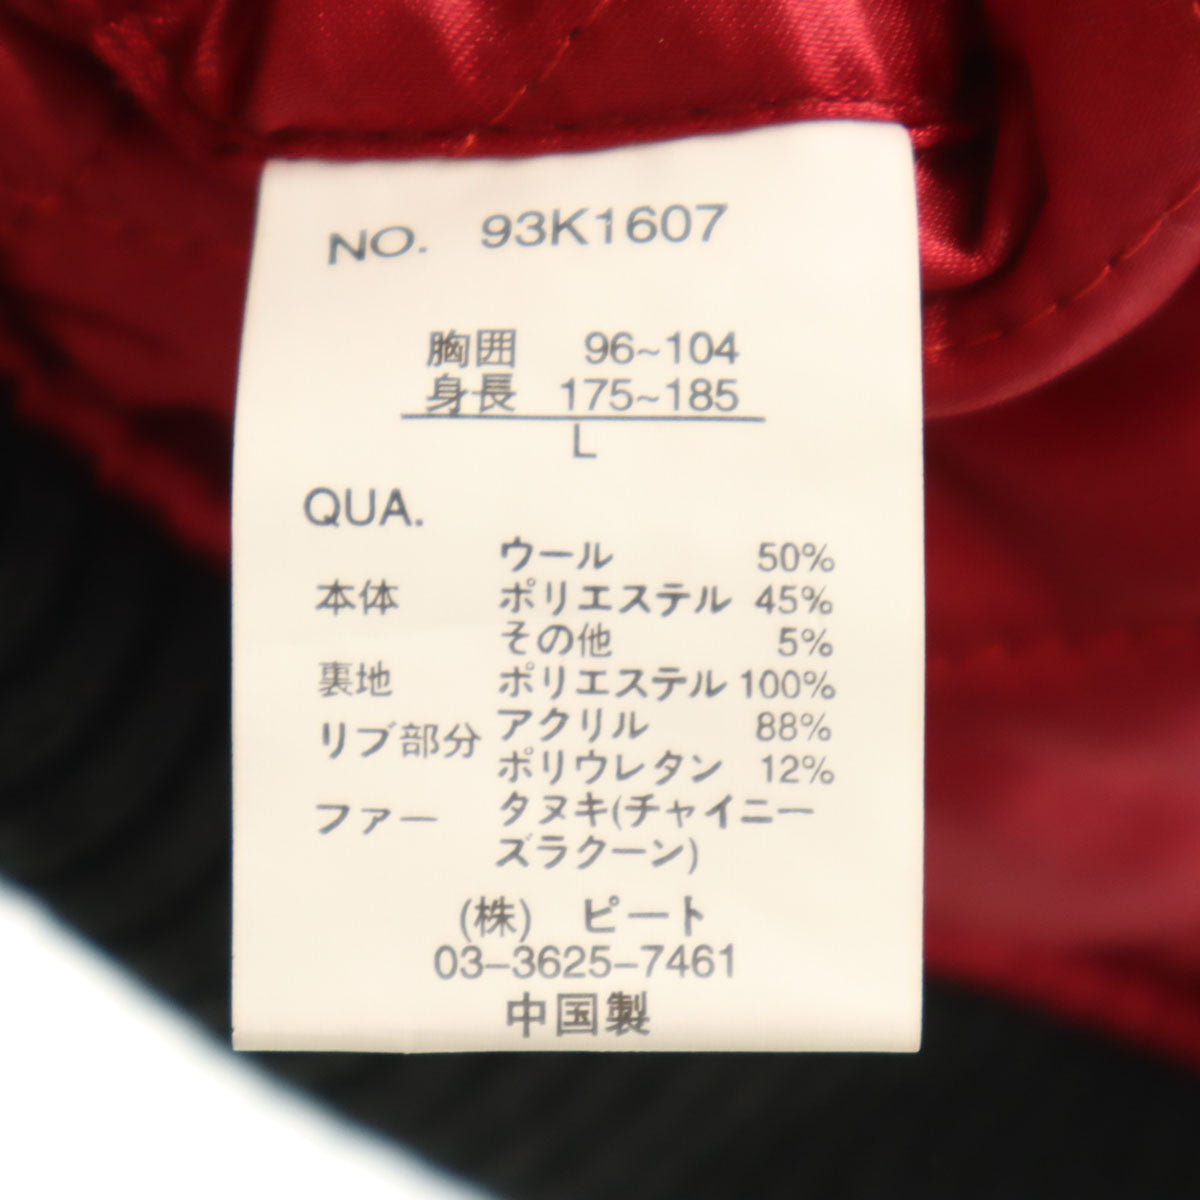 NO. 93K1607
胸囲 96~104
身長 175~185
L
QUA.
ウール 50%
本体 ポリエステル 45%
その他 5%
裏地 ポリエステル 100%
リブ部分 アクリル 88%
ポリウレタン 12%
ファー タヌキ(チャイニー
ズラクーン)
(株) ピート
03-3625-7461
中国製